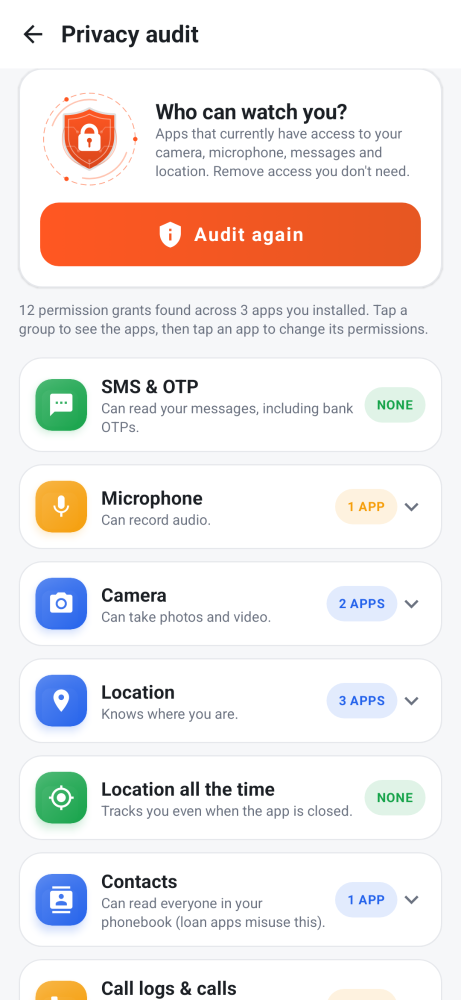 Privacy audit
Who can watch you?
Apps that currently have access to your
camera, microphone, messages and
location. Remove access you don't need.
Audit again
12 permission grants found across 3 apps you installed. Tap a
group to see the apps, then tap an app to change its permissions.
SMS & OTP
Can read your messages, including bank
OTPs.
NONE
Microphone
Can record audio.
1 APP
Camera
Can take photos and video.
2 APPS
Location
Knows where you are.
3 APPS
Location all the time
Tracks you even when the app is closed.
NONE
Contacts
Can read everyone in your
phonebook (loan apps misuse this).
1 APP
Call logs & calls